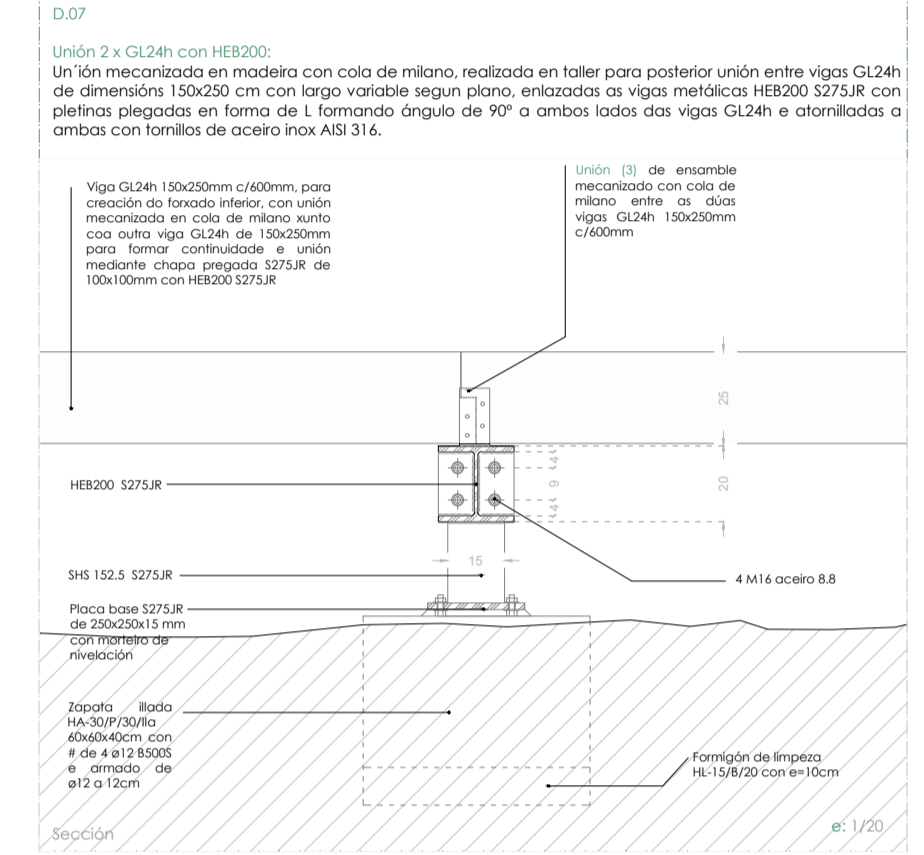 D.07
Unión 2 x GL24h con HEB200:
Un´ión mecanizada en madeira con cola de milano, realizada en taller para posterior unión entre vigas GL24h
de dimensións 150x250 cm con largo variable segun plano, enlazadas as vigas metálicas HEB200 S275JR con
pletinas plegadas en forma de L formando ángulo de 90º a ambos lados das vigas GL24h e atornilladas a
ambas con tornillos de aceiro inox AISI 316.
Viga GL24h 150x250mm c/600mm, para
creación do forxado inferior, con unión
mecanizada en cola de milano xunto
coa outra viga GL24h de 150x250mm
para formar continuidade e unión
mediante chapa pregada S275JR de
100x100mm con HEB200 S275JR
Unión (3) de ensamble
mecanizado con cola de
milano entre as dúas
vigas GL24h 150x250mm
c/600mm
25
4
9
4
20
HEB200 S275JR
15
SHS 152.5 S275JR
4 M16 aceiro 8.8
Placa base S275JR
de 250x250x15 mm
con morteiro de
nivelación
Zapata illada
HA-30/P/30/IIa
60x60x40cm con
# de 4 ø12 B500S
e armado de
ø12 a 12cm
Formigón de limpeza
HL-15/B/20 con e=10cm
Sección
e: 1/20